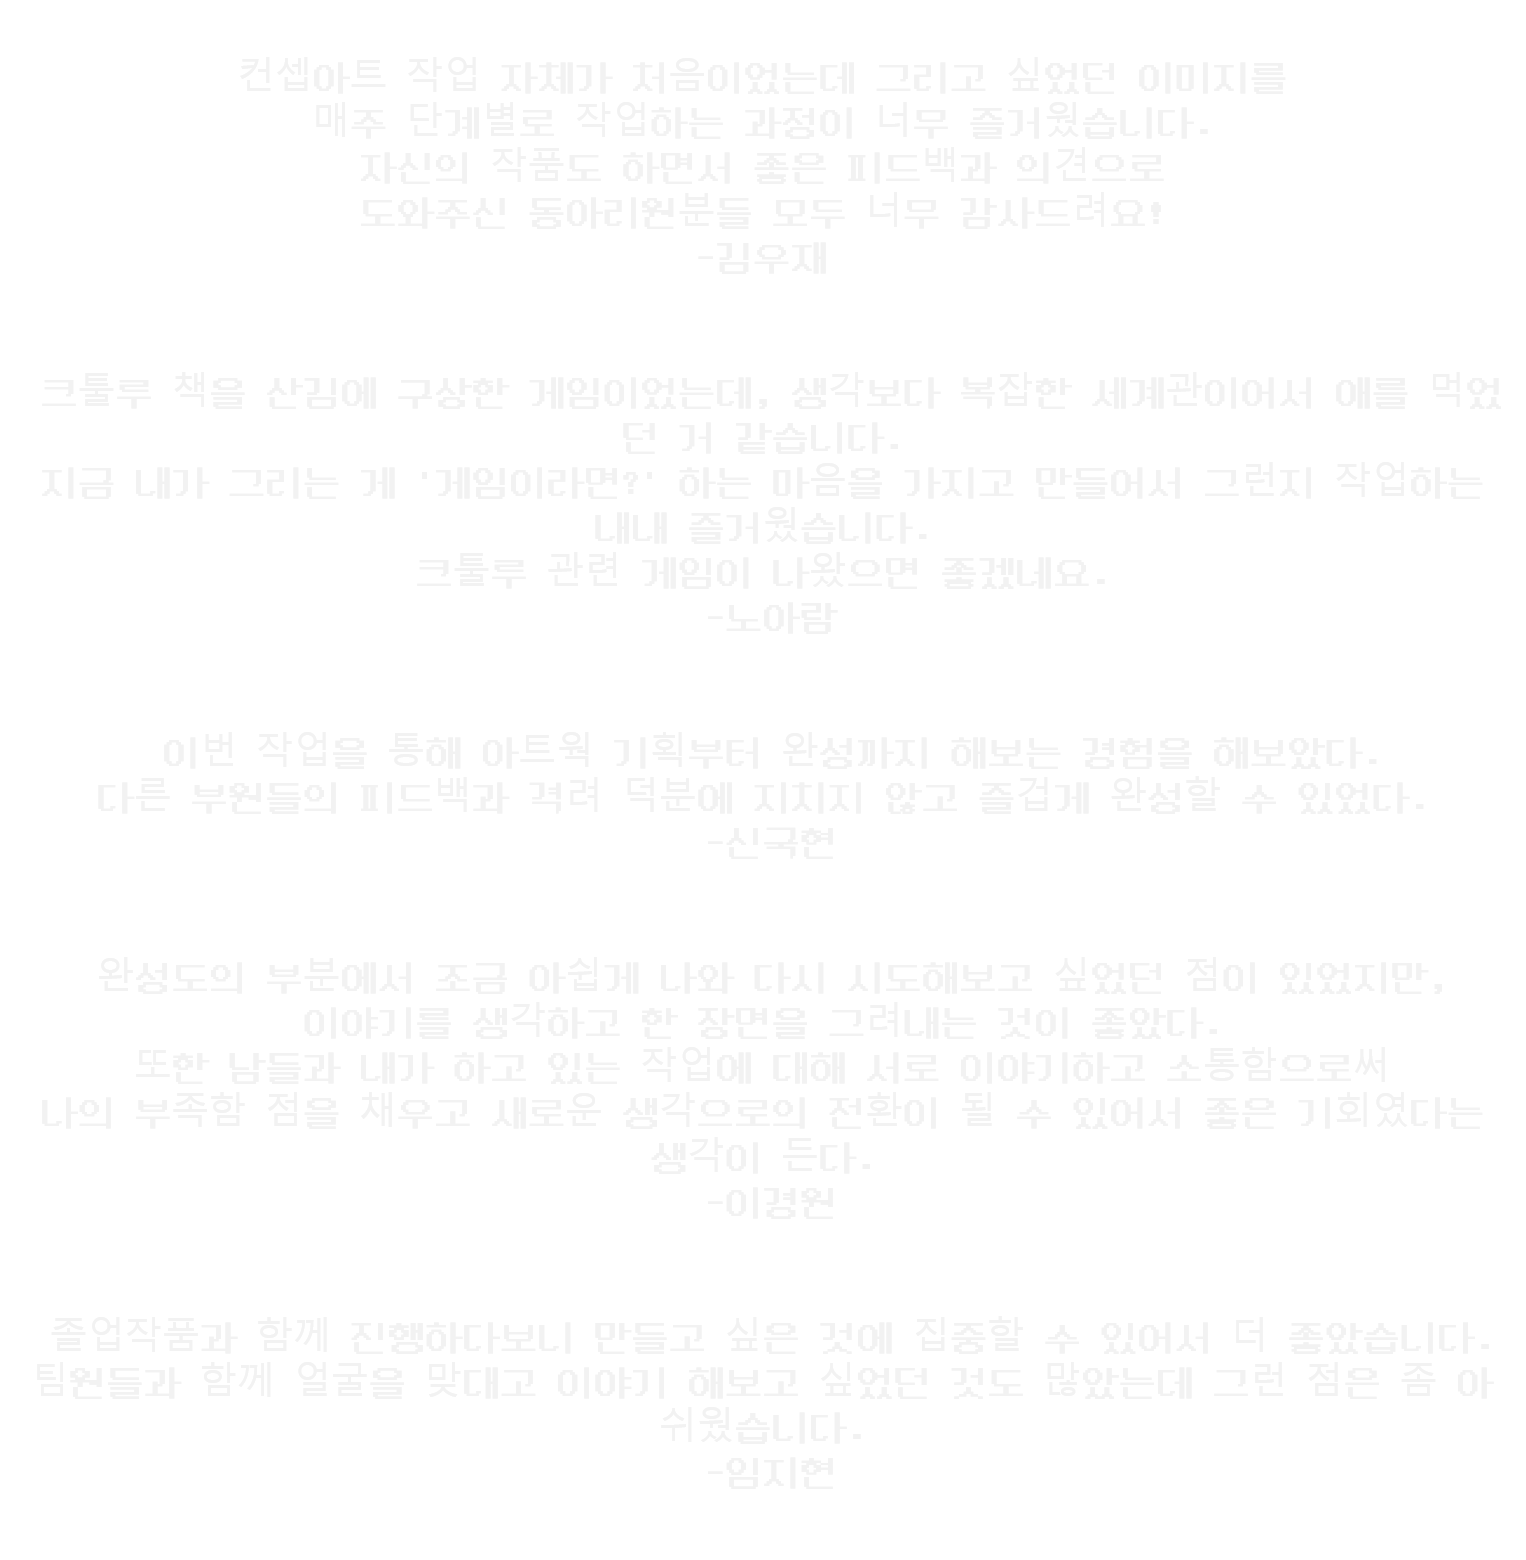 컨셉아트 작업 자체가 처음이었는데 그리고 싶었던 이미지를
매주 단계별로 작업하는 과정이 너무 즐거웠습니다.
자신의 작품도 하면서 좋은 피드백과 의견으로
도와주신 동아리원분들 모두 너무 감사드려요!
-김우재
크툴루 책을 산김에 구상한 게임이었는데, 생각보다 복잡한 세계관이어서 애를 먹었
던 거 같습니다.
지금 내가 그리는 게 '게임이라면?' 하는 마음을 가지고 만들어서 그런지 작업하는
내내 즐거웠습니다.
크툴루 관련 게임이 나왔으면 좋겠네요.
-노아람
이번 작업을 통해 아트웍 기획부터 완성까지 해보는 경험을 해보았다.
다른 부원들의 피드백과 격려 덕분에 지치지 않고 즐겁게 완성할 수 있었다.
-신국현
완성도의 부분에서 조금 아쉽게 나와 다시 시도해보고 싶었던 점이 있었지만,
이야기를 생각하고 한 장면을 그려내는 것이 좋았다.
또한 남들과 내가 하고 있는 작업에 대해 서로 이야기하고 소통함으로써
나의 부족함 점을 채우고 새로운 생각으로의 전환이 될 수 있어서 좋은 기회였다는
생각이 든다.
-이경원
졸업작품과 함께 진행하다보니 만들고 싶은 것에 집중할 수 있어서 더 좋았습니다.
팀원들과 함께 얼굴을 맞대고 이야기 해보고 싶었던 것도 많았는데 그런 점은 좀 아
쉬웠습니다.
-임지현